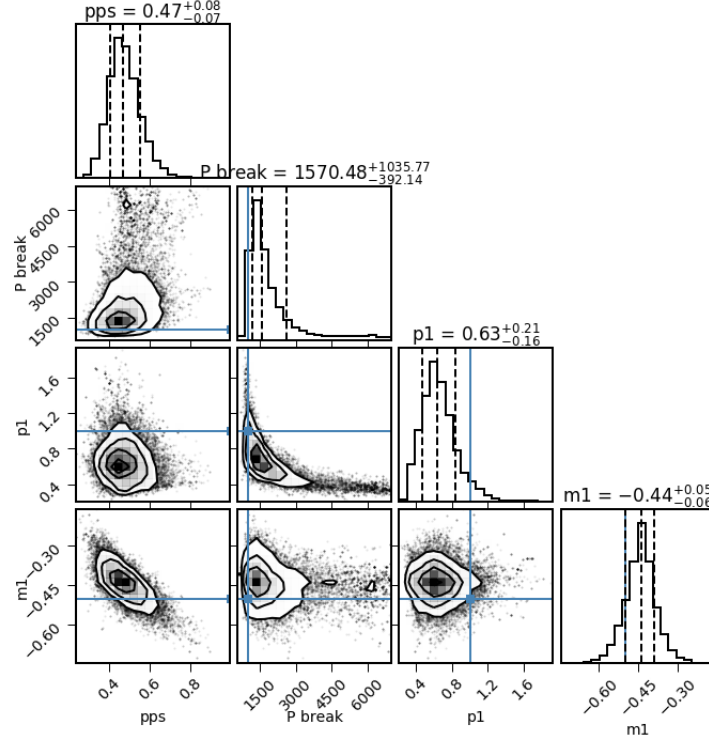 pps = 0.47+0.08 −0.07
P break = 1570.48+1035.77 −392.14
p1 = 0.63+0.21 −0.16
m1 = −0.44+0.05 −0.06
P break
6000
4500
3000
1500
p1
1.6
1.2
0.8
0.4
m1
−0.30
−0.45
−0.60
0.4 0.6 0.8
pps
1500 3000 4500 6000
P break
0.4 0.8 1.2 1.6
p1
−0.60 −0.45 −0.30
m1